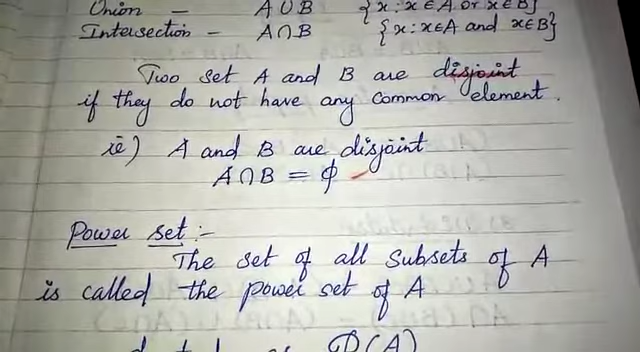 Union – A ∪ B {x : x ∈ A or x ∈ B}
Intersection – A ∩ B {x : x ∈ A and x ∈ B}
Two set A and B are disjoint
if they do not have any common element.
ie) A and B are disjoint
A ∩ B = ϕ
Power set :–
The set of all subsets of A
is called the power set of A
as P(A)